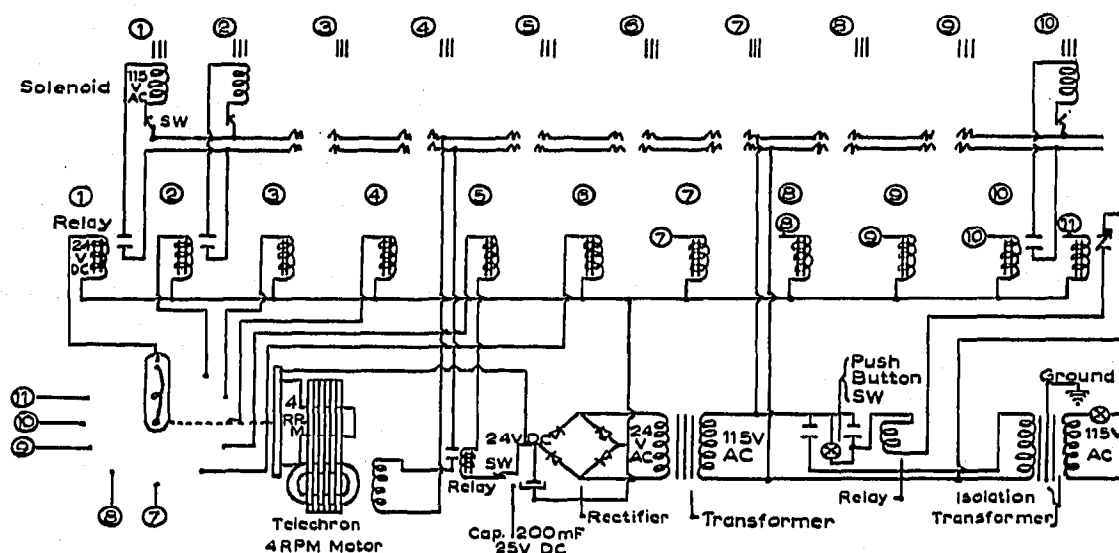 ① ② ③ ④ ⑤ ⑥ ⑦ ⑧ ⑨ ⑩
Solenoid
115
V
AC
SW
① ② ③ ④ ⑤ ⑥ ⑦ ⑧ ⑨ ⑩
Relay
24
V
DC
⑦ ⑧ ⑨ ⑩ ⑪
⑪
⑩
⑨
⑧ ⑦
4
RP
M
Telechron
4 RPM Motor
Relay
SW
24V DC
Cap. 1200mF
25V DC
Rectifier
24
V
AC
Transformer
115V
AC
Push
Button
SW
Relay
Ground
Isolation
Transformer
115V
AC